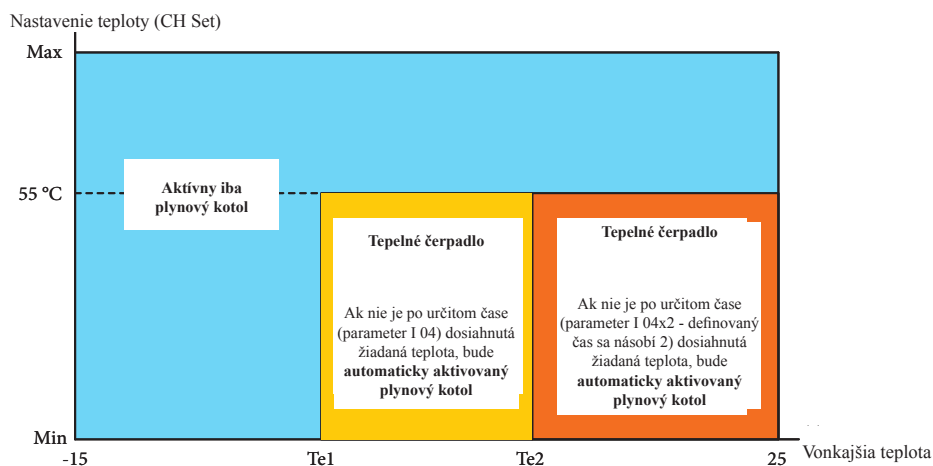 Nastavenie teploty (CH Set)
Max
55 °C
Aktívny iba
plynový kotol
Tepelné čerpadlo
Ak nie je po určitom čase
(parameter I 04) dosiahnutá
žiadaná teplota, bude
automaticky aktivovaný
plynový kotol
Tepelné čerpadlo
Ak nie je po určitom čase
(parameter I 04x2 - definovaný
čas sa násobí 2) dosiahnutá
žiadaná teplota, bude
automaticky aktivovaný
plynový kotol
Min
-15
Te1
Te2
25
Vonkajšia teplota